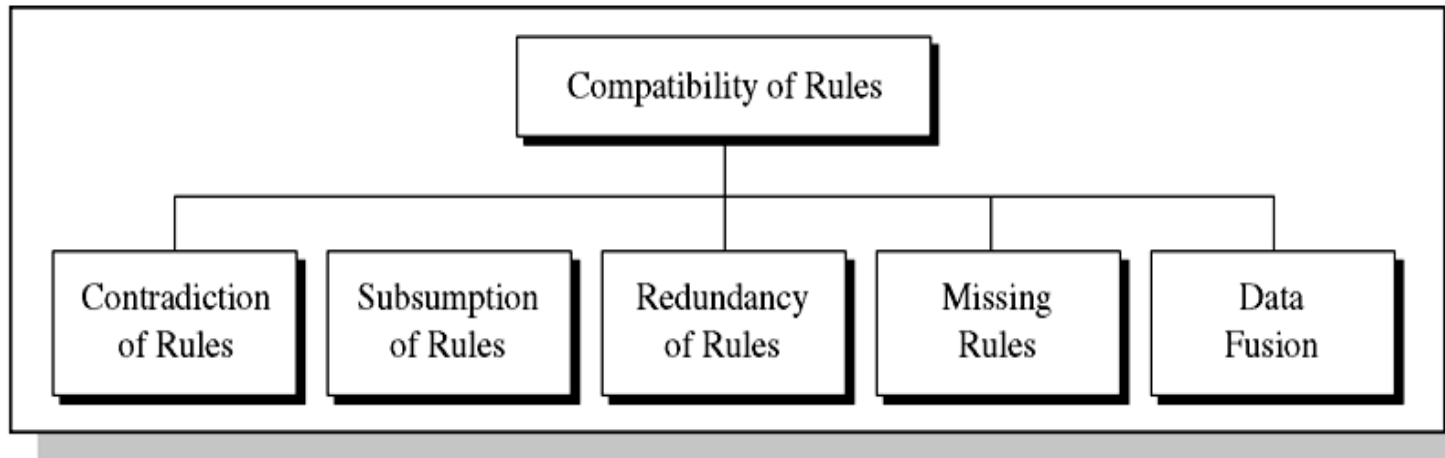 Compatibility of Rules
Contradiction
of Rules
Subsumption
of Rules
Redundancy
of Rules
Missing
Rules
Data
Fusion